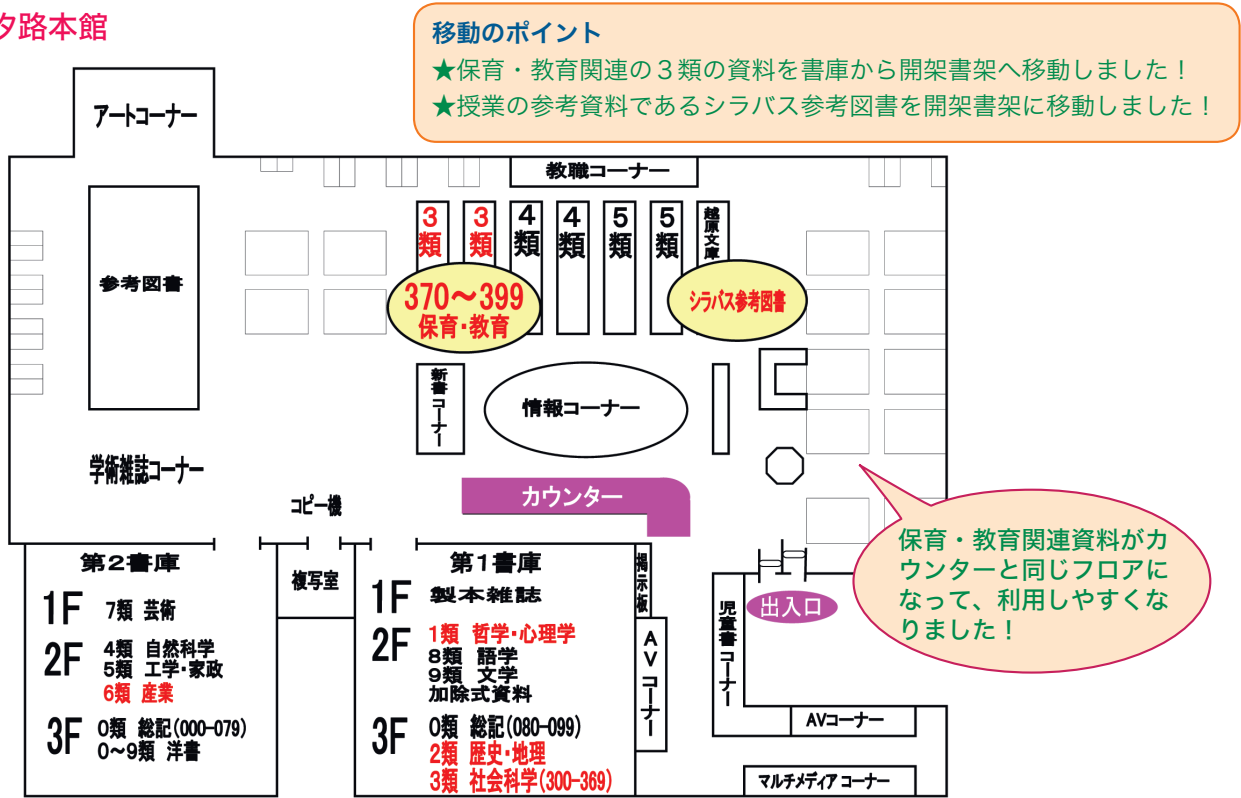 夕路本館
移動のポイント
★保育・教育関連の３類の資料を書庫から開架書架へ移動しました！
★授業の参考資料であるシラバス参考図書を開架書架に移動しました！
アートコーナー
教職コーナー
3類
3類
4類
4類
5類
5類
越原文庫
参考図書
370～399
保育・教育
シラバス参考図書
新書コーナー
情報コーナー
学術雑誌コーナー
カウンター
コピー機
保育・教育関連資料がカ
ウンターと同じフロアに
なって、利用しやすくな
りました！
第2書庫
1F 7類 芸術
2F 4類 自然科学
5類 工学・家政
6類 産業
3F 0類 総記(000-079)
0～9類 洋書
複写室
第1書庫
1F 製本雑誌
2F 1類 哲学・心理学
8類 語学
9類 文学
加除式資料
3F 0類 総記(080-099)
2類 歴史・地理
3類 社会科学(300-369)
掲示板
AVコーナー
出入口
児童書コーナー
AVコーナー
マルチメディアコーナー